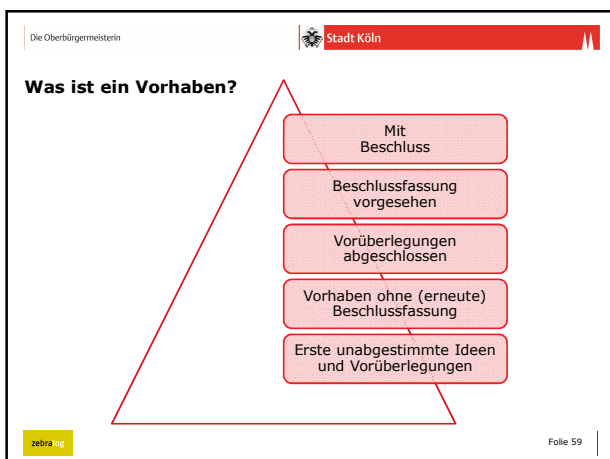 Die Oberbürgermeisterin
Stadt Köln
Was ist ein Vorhaben?
Mit
Beschluss
Beschlussfassung
vorgesehen
Vorüberlegungen
abgeschlossen
Vorhaben ohne (erneute)
Beschlussfassung
Erste unabgestimmte Ideen
und Vorüberlegungen
zebralog
Folie 59